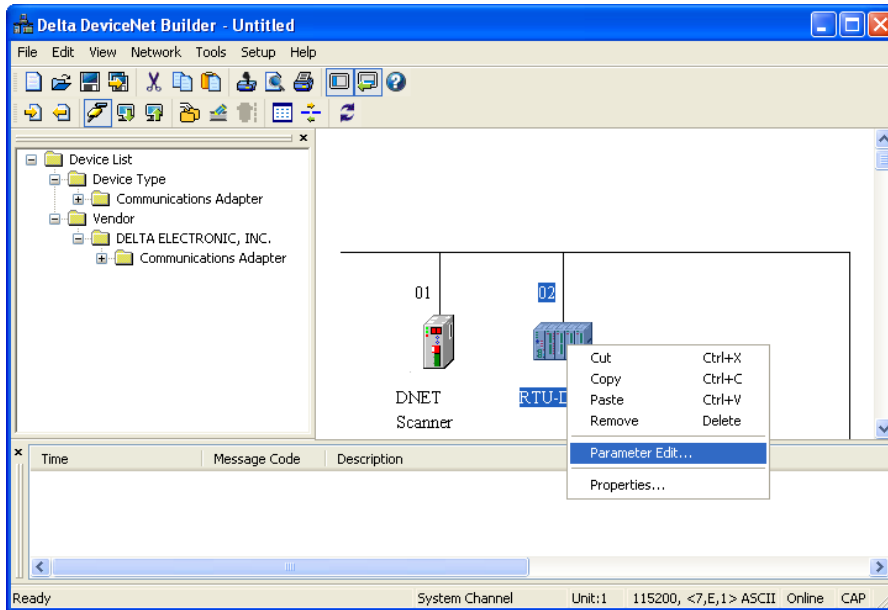 Delta DeviceNet Builder - Untitled
File Edit View Network Tools Setup Help
Device List
Device Type
Communications Adapter
Vendor
DELTA ELECTRONIC, INC.
Communications Adapter
01
02
DNET
Scanner
RTU-D
Cut Ctrl+X
Copy Ctrl+C
Paste Ctrl+V
Remove Delete
Parameter Edit...
Properties...
Time Message Code Description
Ready System Channel Unit:1 115200, <7,E,1> ASCII Online CAP